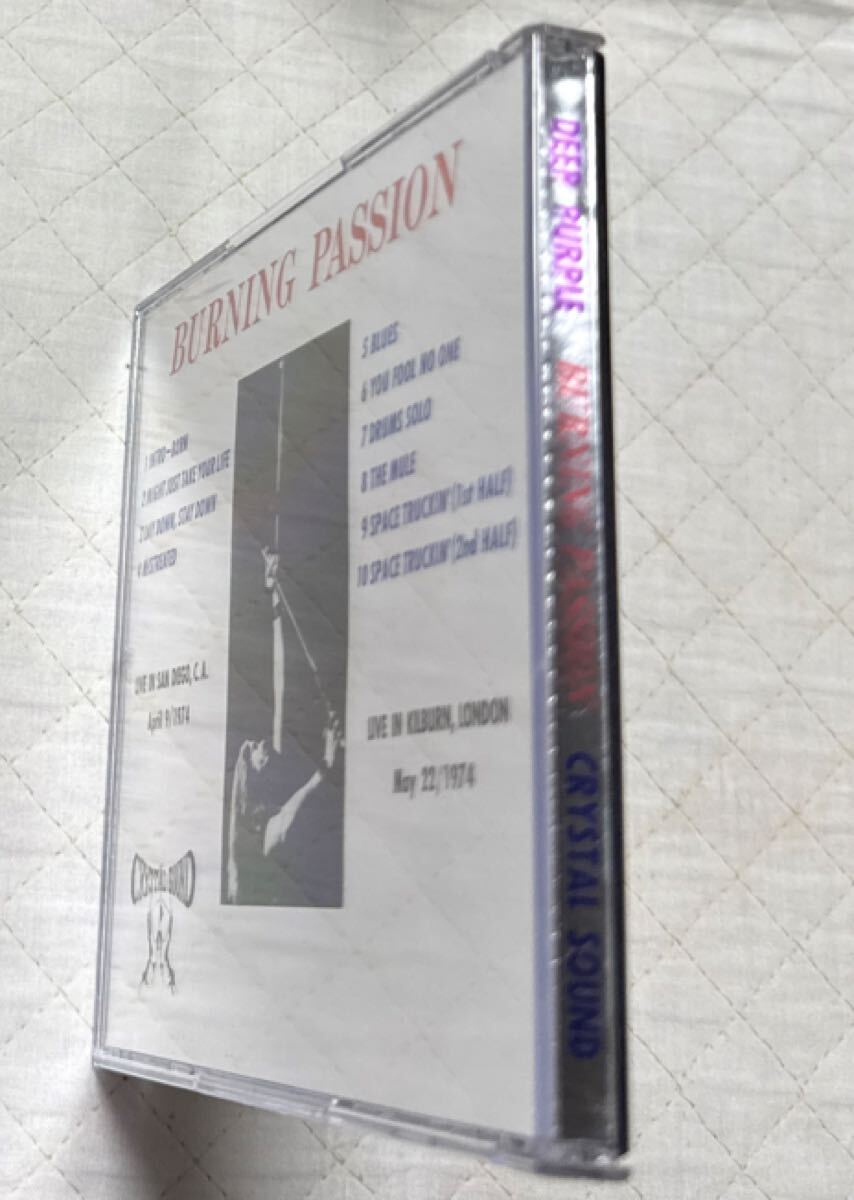 BURNING PASSION
1 INTRO-BURN
2 MIGHT JUST TAKE YOUR LIFE
3 LAY DOWN, STAY DOWN
4 MISTREATED
LIVE IN SAN DIEGO, C.A.
April 9/1974
5 BLUES
6 YOU FOOL NO ONE
7 DRUMS SOLO
8 THE MULE
9 SPACE TRUCKIN' (1st HALF)
10 SPACE TRUCKIN' (2nd HALF)
LIVE IN KILBURN, LONDON
May 22/1974
CRYSTAL SOUND
DEEP PURPLE BURNING PASSION CRYSTAL SOUND